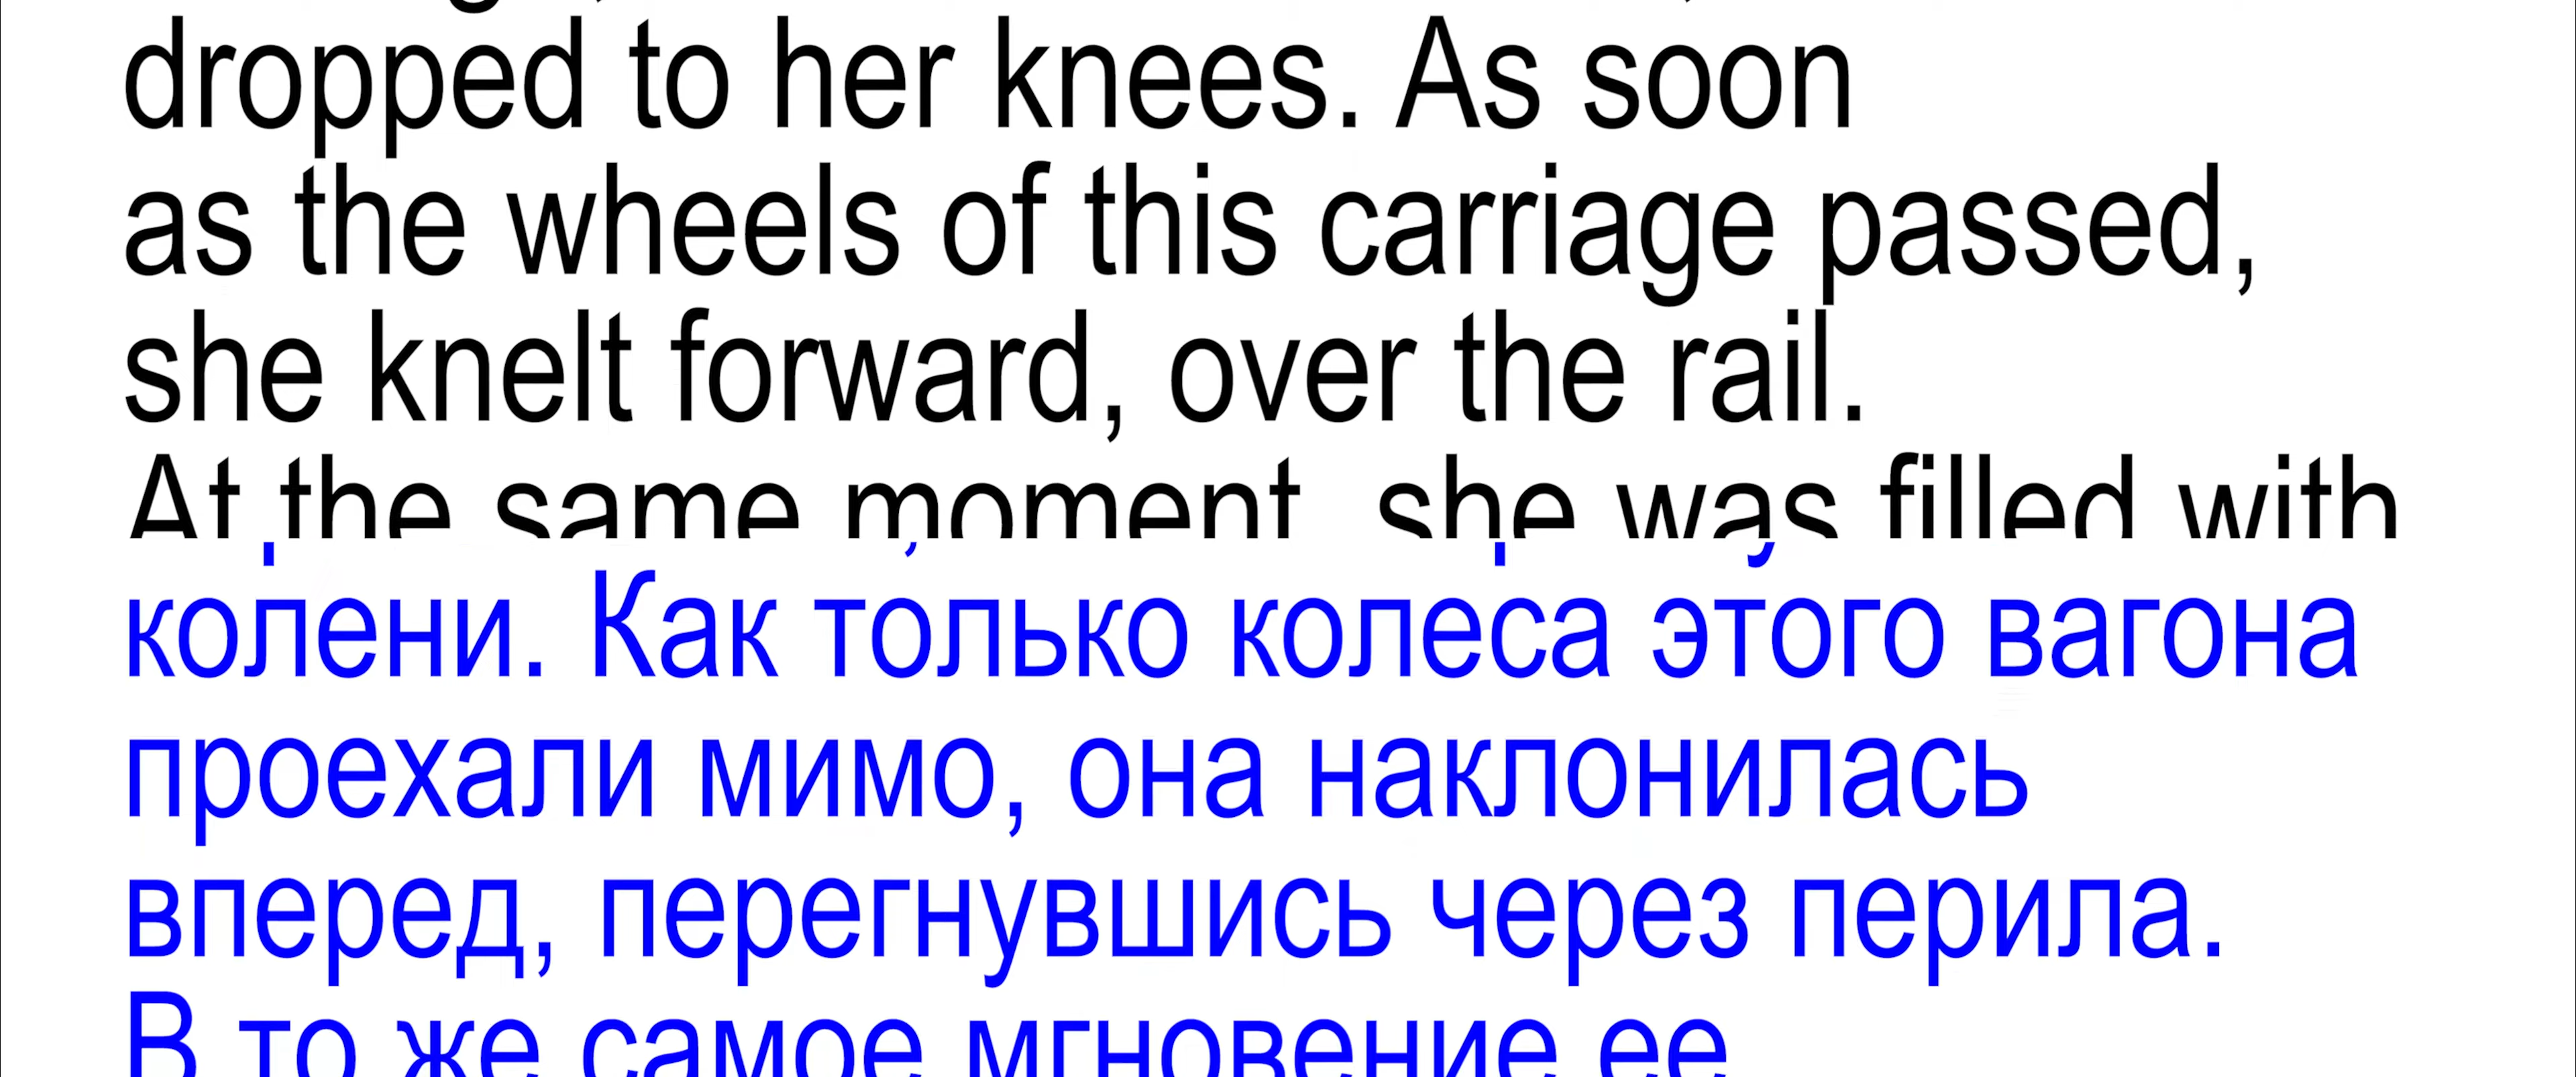 dropped to her knees. As soon
as the wheels of this carriage passed,
she knelt forward, over the rail.
At the same moment, she was filled with
колени. Как только колеса этого вагона
проехали мимо, она наклонилась
вперед, перегнувшись через перила.
В то же самое мгновение ее